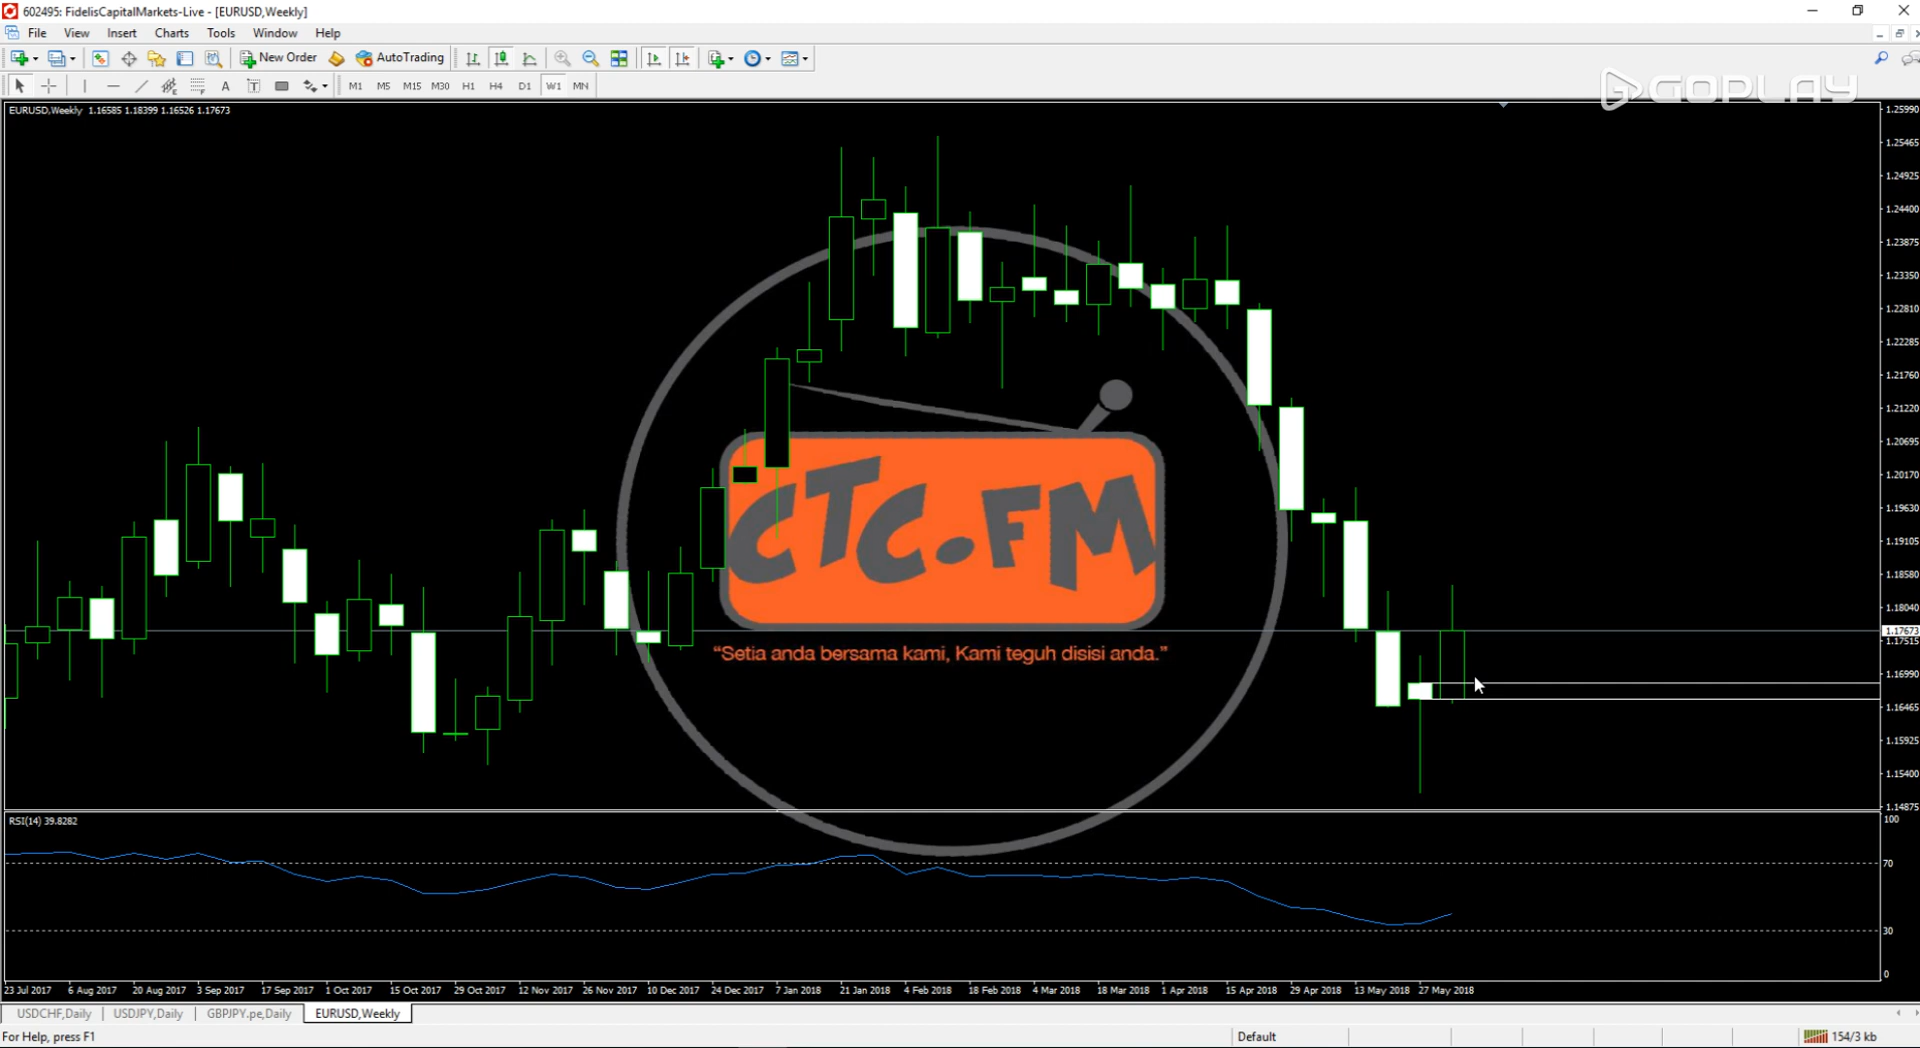 602495: FidelisCapitalMarkets-Live - [EURUSD,Weekly]
File View Insert Charts Tools Window Help
New Order AutoTrading
A T M1 M5 M15 M30 H1 H4 D1 W1 MN
GOPLAY
EURUSD,Weekly 1.16585 1.18399 1.16526 1.17673
1.25990
1.25465
1.24925
1.24400
1.23875
1.23350
1.22810
1.22285
1.21760
1.21220
1.20695
1.20170
1.19630
1.19105
1.18580
1.18040
1.17673
1.17515
1.16990
1.16465
1.15925
1.15400
1.14875
CTC.FM
“Setia anda bersama kami, Kami teguh disisi anda.”
RSI(14) 39.8282
100
70
30
0
23 Jul 2017 6 Aug 2017 20 Aug 2017 3 Sep 2017 17 Sep 2017 1 Oct 2017 15 Oct 2017 29 Oct 2017 12 Nov 2017 26 Nov 2017 10 Dec 2017 24 Dec 2017 7 Jan 2018 21 Jan 2018 4 Feb 2018 18 Feb 2018 4 Mar 2018 18 Mar 2018 1 Apr 2018 15 Apr 2018 29 Apr 2018 13 May 2018 27 May 2018
USDCHF,Daily USDJPY,Daily GBPJPY.pe,Daily EURUSD,Weekly
For Help, press F1 Default 154/3 kb